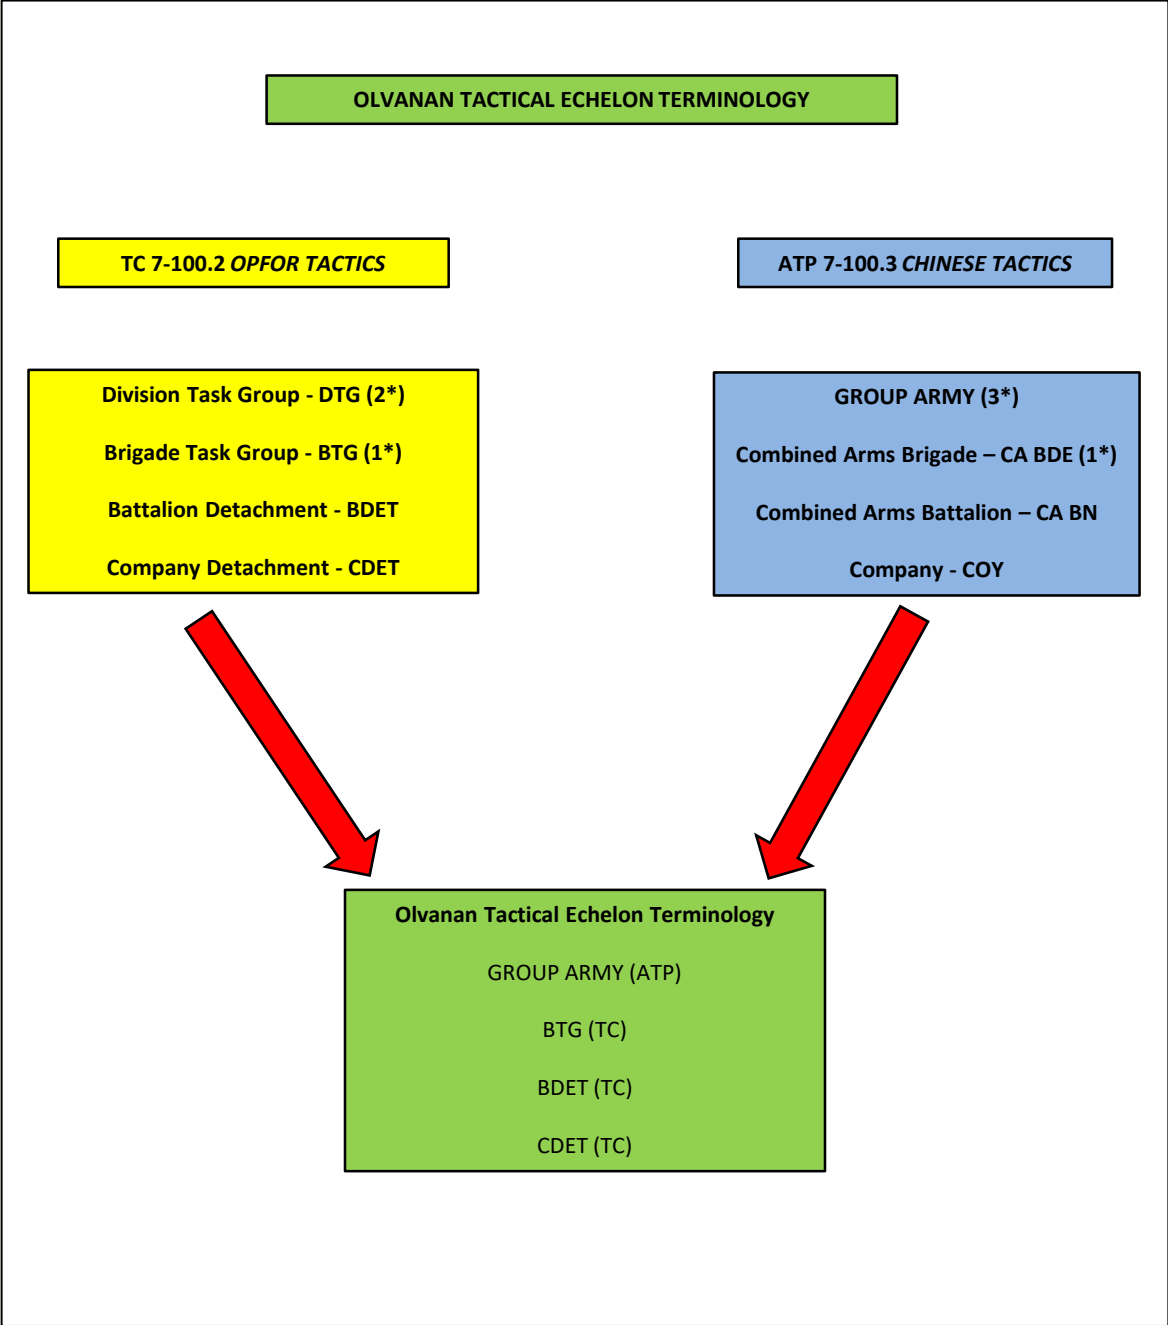 OLVANAN TACTICAL ECHELON TERMINOLOGY
TC 7-100.2 OPFOR TACTICS
ATP 7-100.3 CHINESE TACTICS
Division Task Group - DTG (2*)
Brigade Task Group - BTG (1*)
Battalion Detachment - BDET
Company Detachment - CDET
GROUP ARMY (3*)
Combined Arms Brigade – CA BDE (1*)
Combined Arms Battalion – CA BN
Company - COY
Olvanan Tactical Echelon Terminology
GROUP ARMY (ATP)
BTG (TC)
BDET (TC)
CDET (TC)